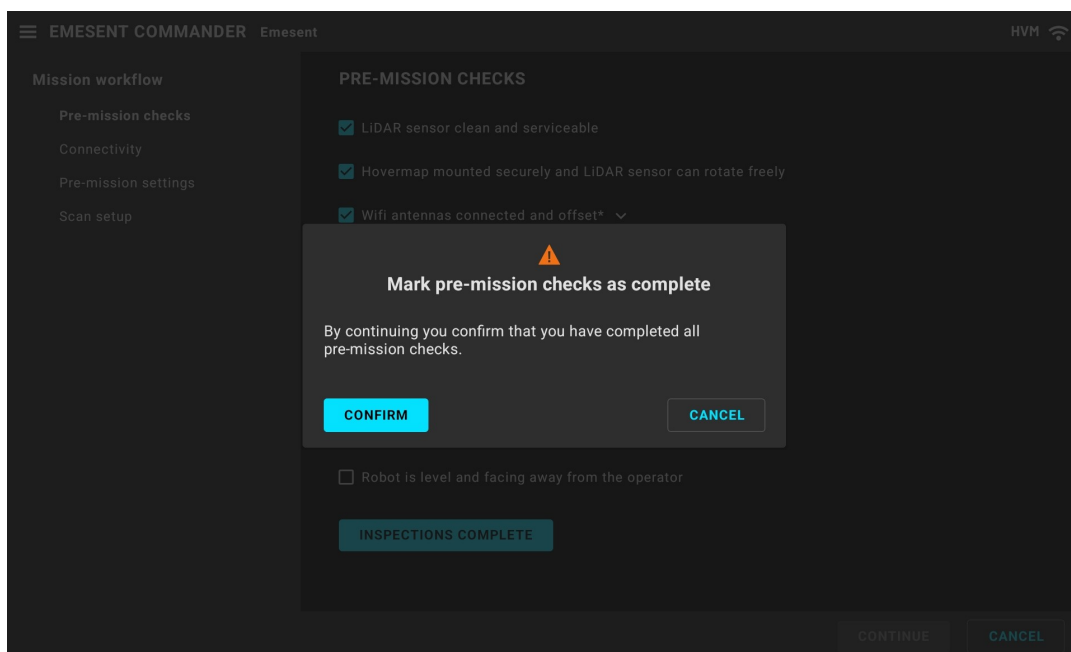 EMESENT COMMANDER Emesent HVM
Mission workflow
Pre-mission checks
Connectivity
Pre-mission settings
Scan setup
PRE-MISSION CHECKS
LiDAR sensor clean and serviceable
Hovermap mounted securely and LiDAR sensor can rotate freely
Wifi antennas connected and offset*
Mark pre-mission checks as complete
By continuing you confirm that you have completed all
pre-mission checks.
CONFIRM CANCEL
Robot is level and facing away from the operator
INSPECTIONS COMPLETE
CONTINUE CANCEL